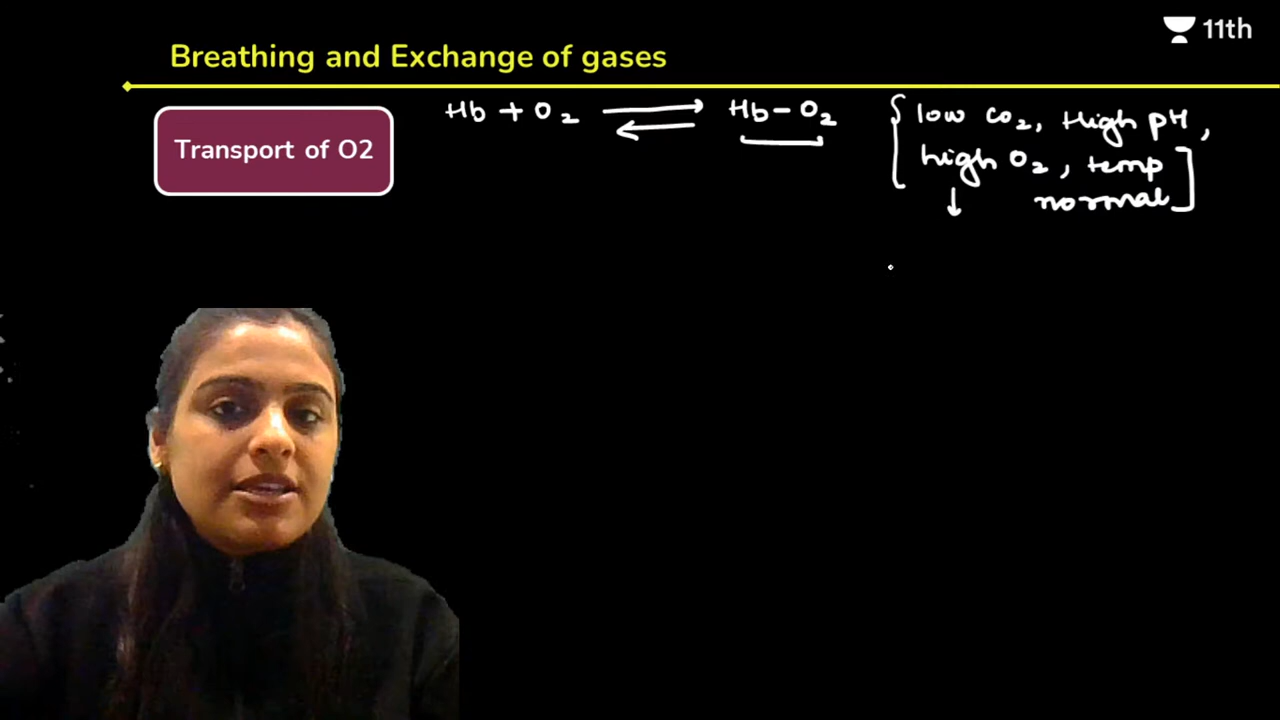 11th
Breathing and Exchange of gases
Transport of O2
Hb + O₂ ⇌ Hb-O₂
{ low CO₂, High pH,
high O₂, temp
↓ normal ]